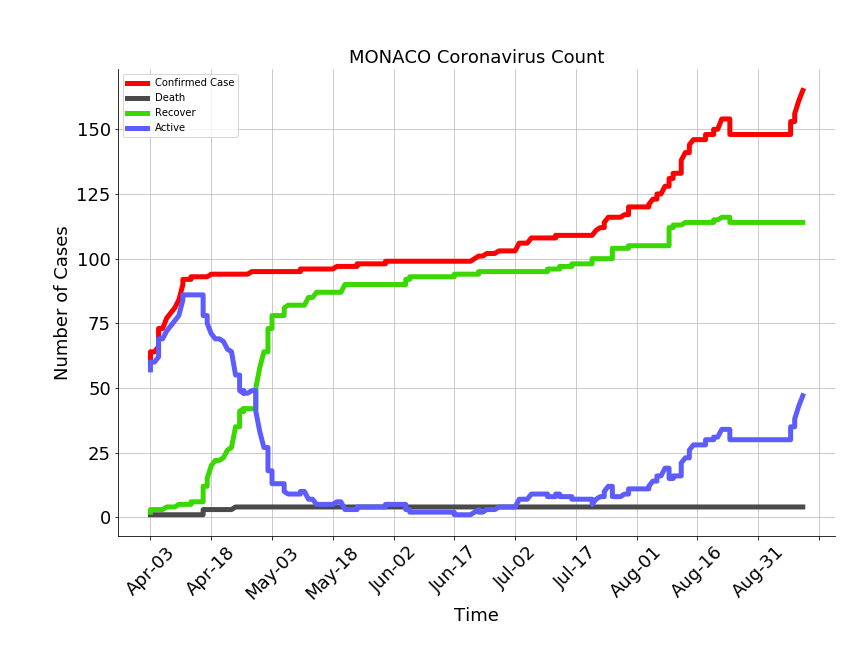 MONACO Coronavirus Count
Confirmed Case
Death
Recover
Active
Number of Cases
150
125
100
75
50
25
0
Apr-03
Apr-18
May-03
May-18
Jun-02
Jun-17
Jul-02
Jul-17
Aug-01
Aug-16
Aug-31
Time